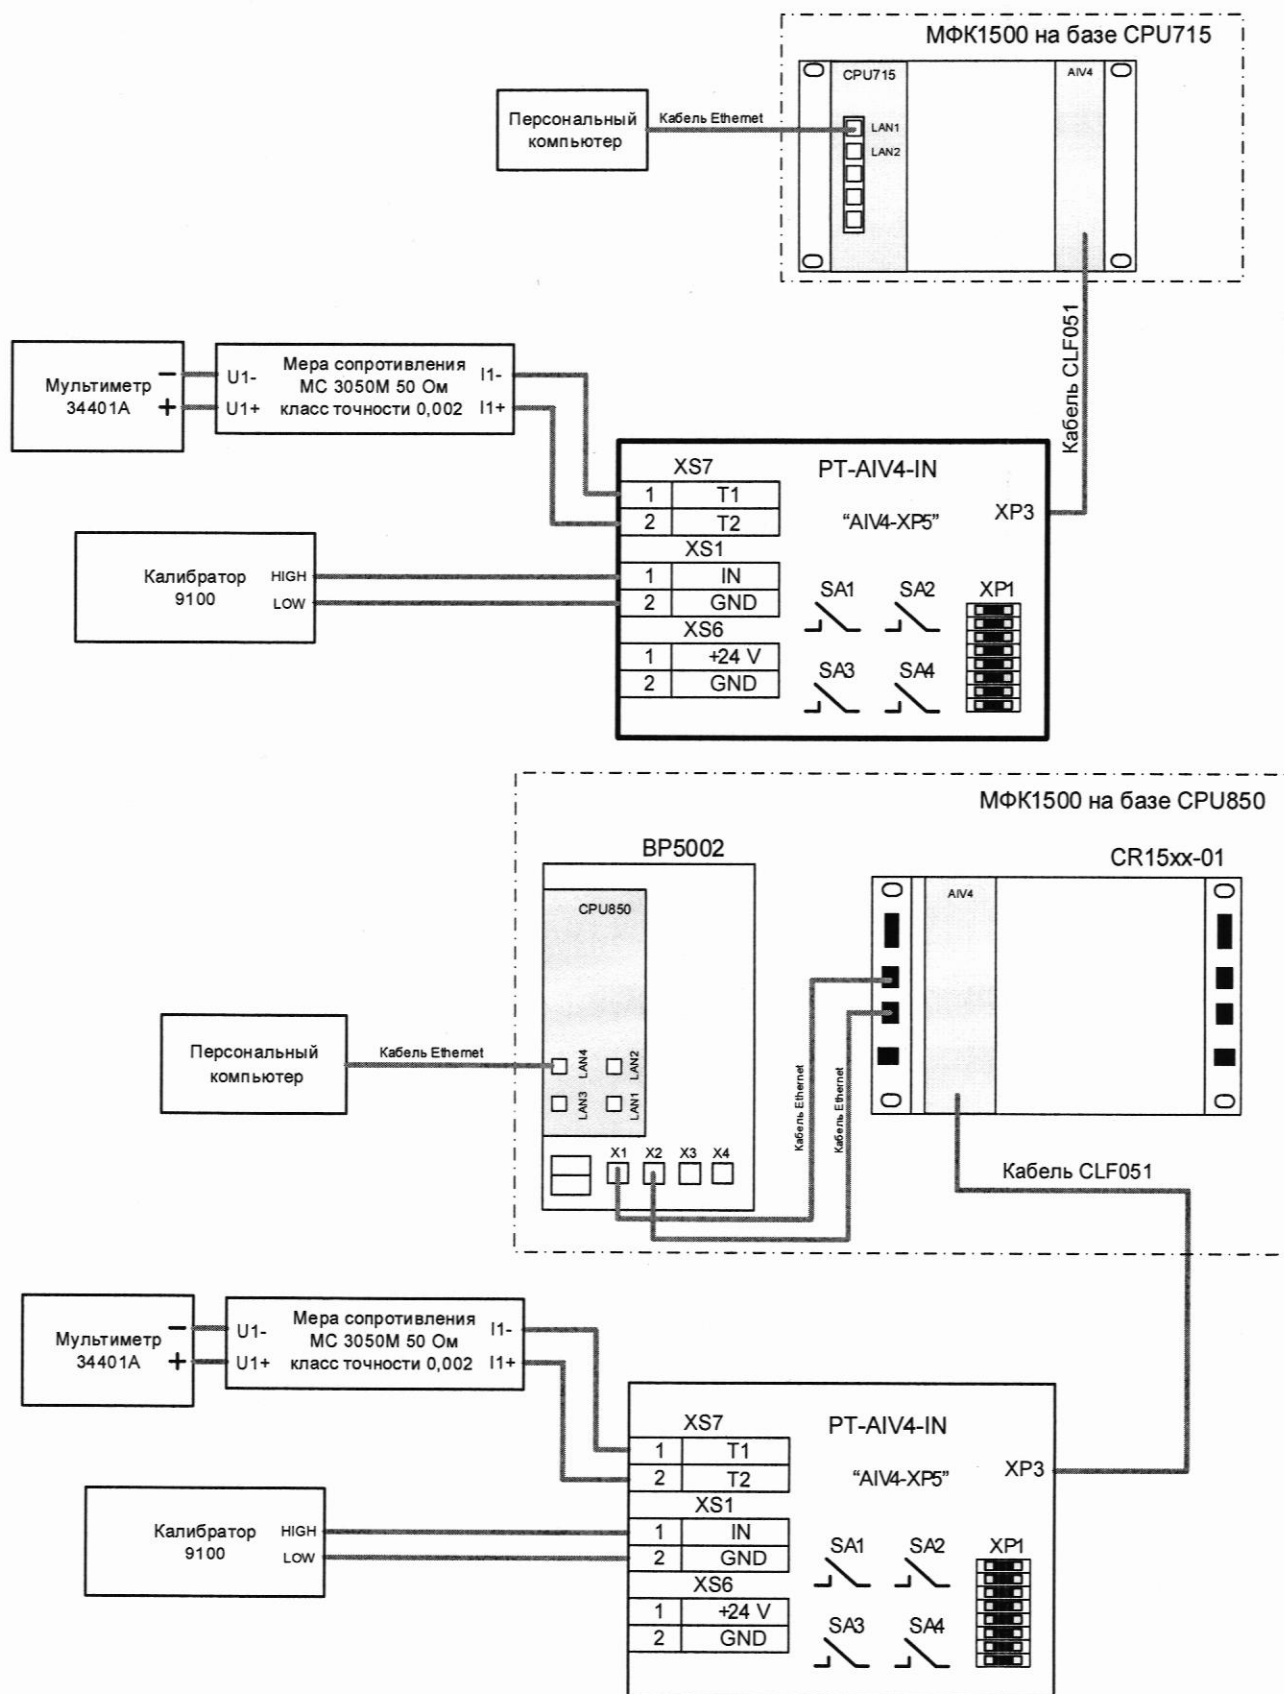 МФК1500 на базе CPU715
CPU715
AIV4
LAN1
LAN2
Персональный
компьютер
Кабель Ethernet
Кабель CLF051
Мультиметр
34401А
−
+
U1-
U1+
Мера сопротивления
МС 3050М 50 Ом
класс точности 0,002
I1-
I1+
XS7
1 T1
2 T2
XS1
1 IN
2 GND
XS6
1 +24 V
2 GND
PT-AIV4-IN
“AIV4-XP5”
XP3
SA1
SA2
XP1
SA3
SA4
Калибратор
9100
HIGH
LOW
МФК1500 на базе CPU850
BP5002
CR15xx-01
CPU850
AIV4
LAN4
LAN2
LAN3
LAN1
X1 X2 X3 X4
Персональный
компьютер
Кабель Ethernet
Кабель Ethernet
Кабель Ethernet
Кабель CLF051
Мультиметр
34401А
−
+
U1-
U1+
Мера сопротивления
МС 3050М 50 Ом
класс точности 0,002
I1-
I1+
XS7
1 T1
2 T2
XS1
1 IN
2 GND
XS6
1 +24 V
2 GND
PT-AIV4-IN
“AIV4-XP5”
XP3
SA1
SA2
XP1
SA3
SA4
Калибратор
9100
HIGH
LOW